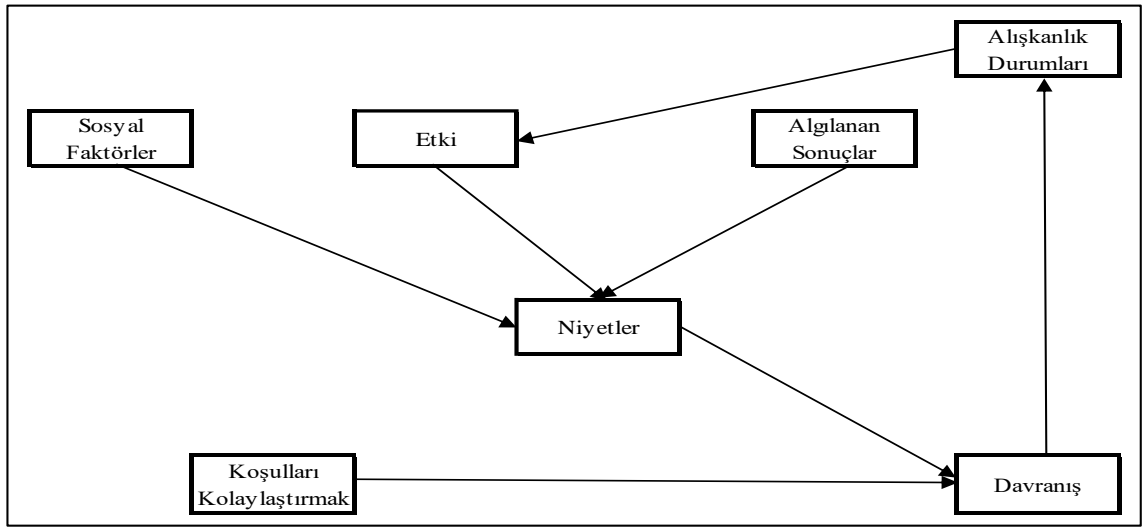 Alışkanlık
Durumları
Sosyal
Faktörler
Etki
Algılanan
Sonuçlar
Niyetler
Koşulları
Kolaylaştırmak
Davranış